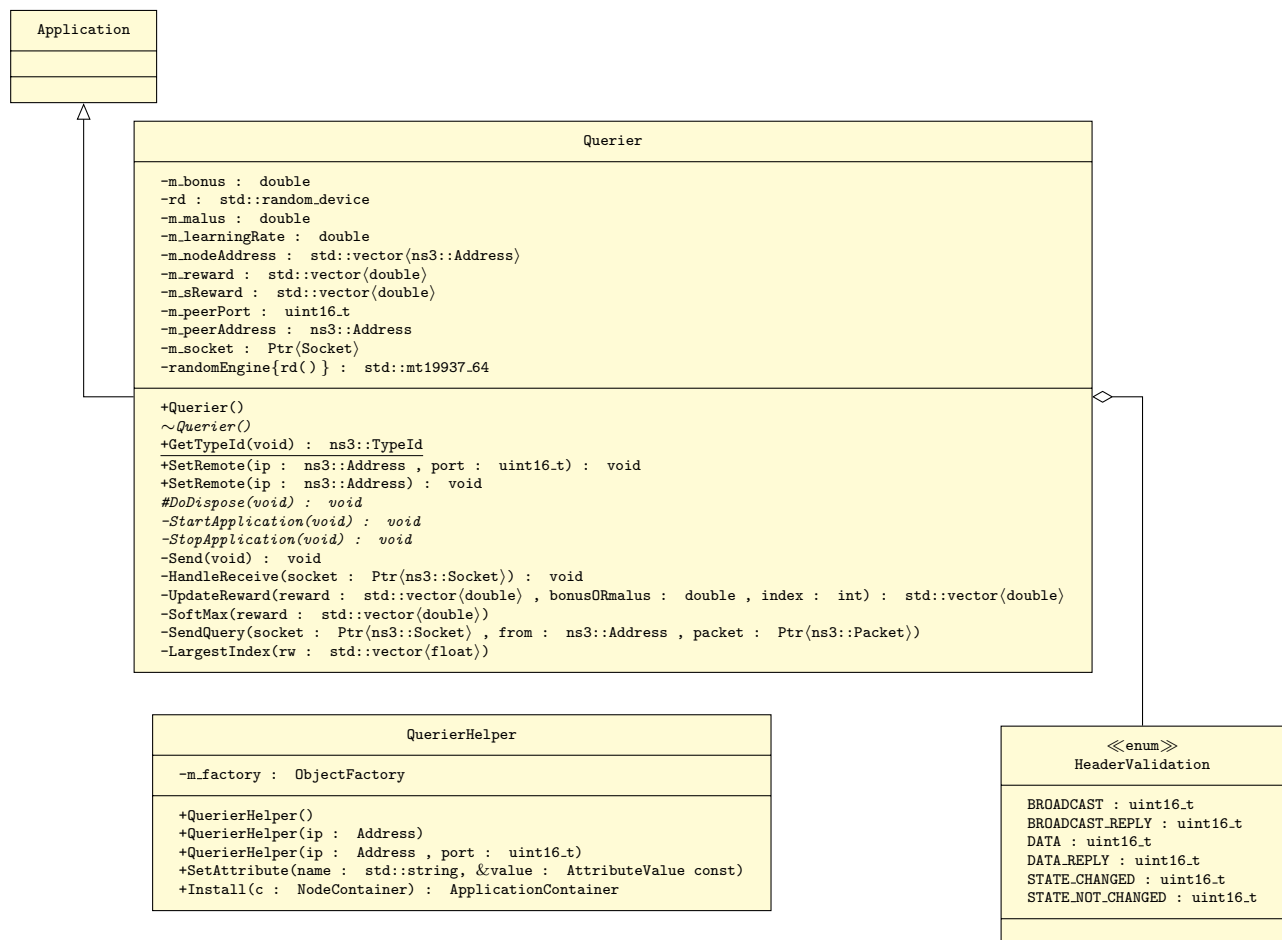 Application
Querier
-m_bonus : double
-rd : std::random_device
-m_malus : double
-m_learningRate : double
-m_nodeAddress : std::vector⟨ns3::Address⟩
-m_reward : std::vector⟨double⟩
-m_sReward : std::vector⟨double⟩
-m_peerPort : uint16_t
-m_peerAddress : ns3::Address
-m_socket : Ptr⟨Socket⟩
-randomEngine{rd()} : std::mt19937_64
+Querier()
∼Querier()
+GetTypeId(void) : ns3::TypeId
+SetRemote(ip : ns3::Address , port : uint16_t) : void
+SetRemote(ip : ns3::Address) : void
#DoDispose(void) : void
-StartApplication(void) : void
-StopApplication(void) : void
-Send(void) : void
-HandleReceive(socket : Ptr⟨ns3::Socket⟩) : void
-UpdateReward(reward : std::vector⟨double⟩ , bonusORmalus : double , index : int) : std::vector⟨double⟩
-SoftMax(reward : std::vector⟨double⟩)
-SendQuery(socket : Ptr⟨ns3::Socket⟩ , from : ns3::Address , packet : Ptr⟨ns3::Packet⟩)
-LargestIndex(rw : std::vector⟨float⟩)
QuerierHelper
-m_factory : ObjectFactory
+QuerierHelper()
+QuerierHelper(ip : Address)
+QuerierHelper(ip : Address , port : uint16_t)
+SetAttribute(name : std::string, &value : AttributeValue const)
+Install(c : NodeContainer) : ApplicationContainer
≪enum≫
HeaderValidation
BROADCAST : uint16_t
BROADCAST_REPLY : uint16_t
DATA : uint16_t
DATA_REPLY : uint16_t
STATE_CHANGED : uint16_t
STATE_NOT_CHANGED : uint16_t